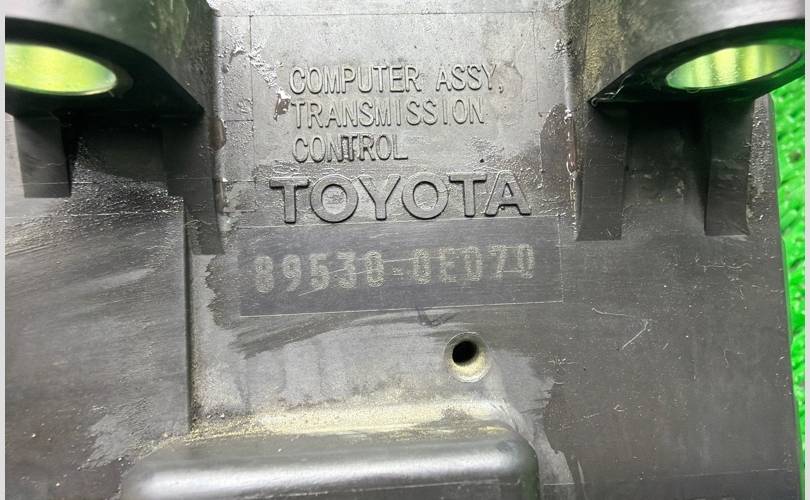 COMPUTER ASSY,
TRANSMISSION
CONTROL
TOYOTA
89530-0E070